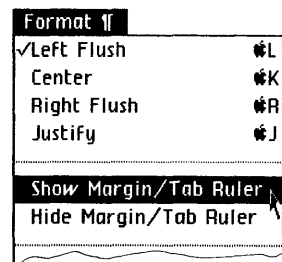 Format ¶
✓Left Flush L
Center K
Right Flush R
Justify J
Show Margin/Tab Ruler
Hide Margin/Tab Ruler